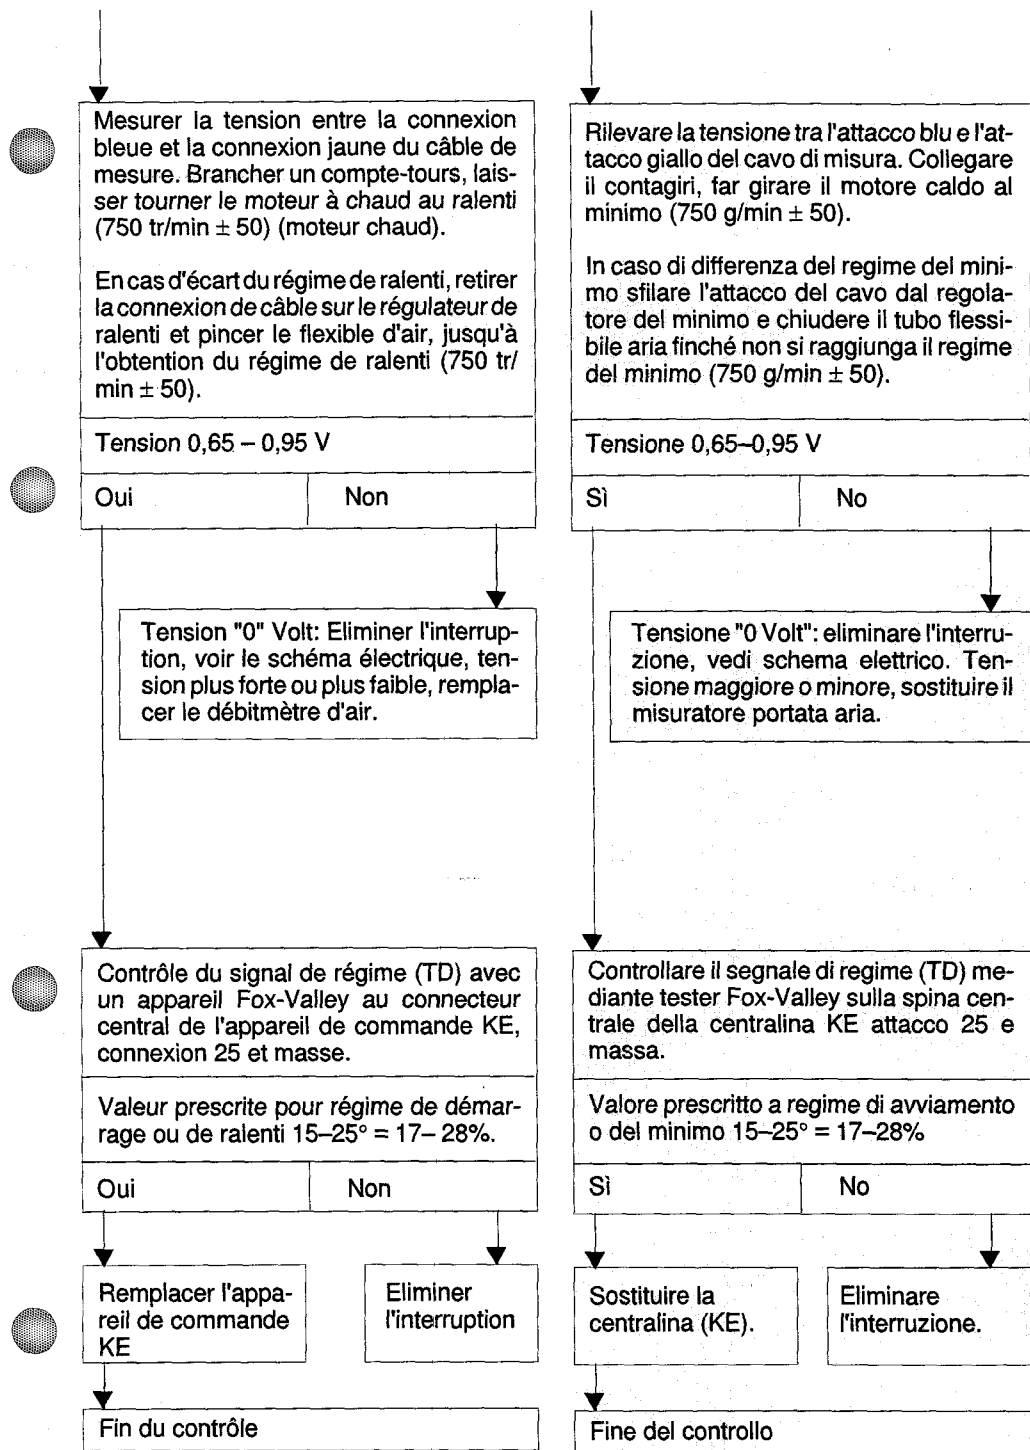 Mesurer la tension entre la connexion
bleue et la connexion jaune du câble de
mesure. Brancher un compte-tours, lais-
ser tourner le moteur à chaud au ralenti
(750 tr/min ± 50) (moteur chaud).
En cas d'écart du régime de ralenti, retirer
la connexion de câble sur le régulateur de
ralenti et pincer le flexible d'air, jusqu'à
l'obtention du régime de ralenti (750 tr/
min ± 50).
Tension 0,65 – 0,95 V
Oui Non
Tension "0" Volt: Eliminer l'interrup-
tion, voir le schéma électrique, ten-
sion plus forte ou plus faible, rempla-
cer le débitmètre d'air.
Contrôle du signal de régime (TD) avec
un appareil Fox-Valley au connecteur
central de l'appareil de commande KE,
connexion 25 et masse.
Valeur prescrite pour régime de démar-
rage ou de ralenti 15–25° = 17– 28%.
Oui Non
Remplacer l'appa-
reil de commande
KE
Eliminer
l'interruption
Fin du contrôle
Rilevare la tensione tra l'attacco blu e l'at-
tacco giallo del cavo di misura. Collegare
il contagiri, far girare il motore caldo al
minimo (750 g/min ± 50).
In caso di differenza del regime del mini-
mo sfilare l'attacco del cavo dal regola-
tore del minimo e chiudere il tubo flessi-
bile aria finché non si raggiunga il regime
del minimo (750 g/min ± 50).
Tensione 0,65–0,95 V
Sì No
Tensione "0 Volt": eliminare l'interru-
zione, vedi schema elettrico. Ten-
sione maggiore o minore, sostituire il
misuratore portata aria.
Controllare il segnale di regime (TD) me-
diante tester Fox-Valley sulla spina cen-
trale della centralina KE attacco 25 e
massa.
Valore prescritto a regime di avviamento
o del minimo 15–25° = 17–28%
Sì No
Sostituire la
centralina (KE).
Eliminare
l'interruzione.
Fine del controllo